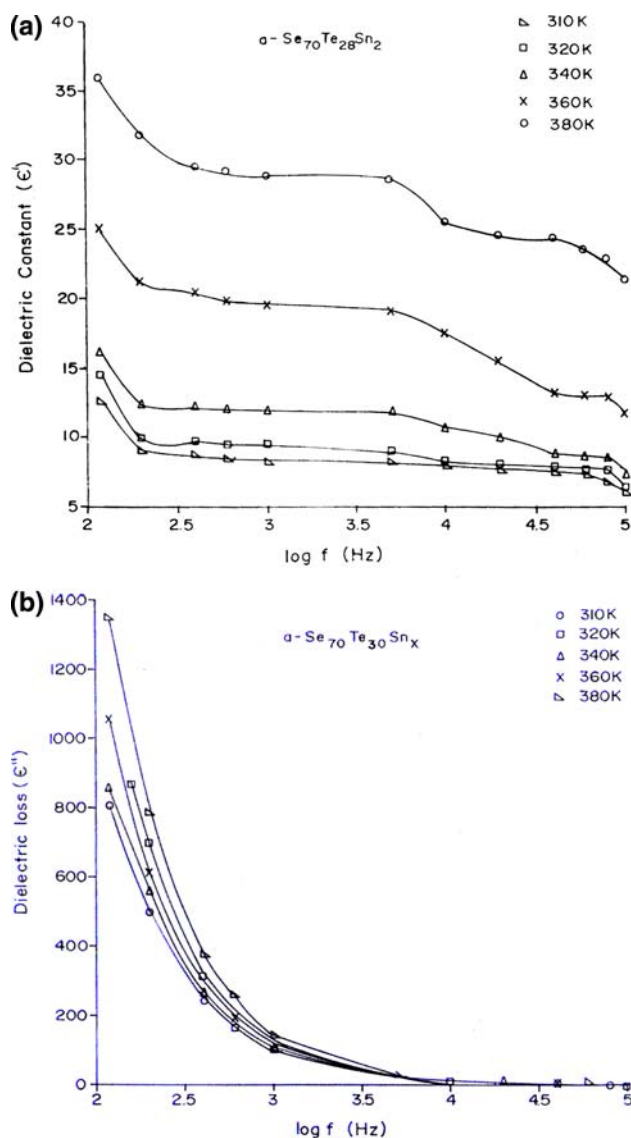 (a)
a-Se₇₀Te₂₈Sn₂
310K
320K
340K
360K
380K
Dielectric Constant (ϵ')
40
35
30
25
20
15
10
5
2 2.5 3 3.5 4 4.5 5
log f (Hz)
(b)
a-Se₇₀Te₃₀Snₓ
310K
320K
340K
360K
380K
Dielectric loss (ϵ")
1400
1200
1000
800
600
400
200
0
2 2.5 3 3.5 4 4.5 5
log f (Hz)